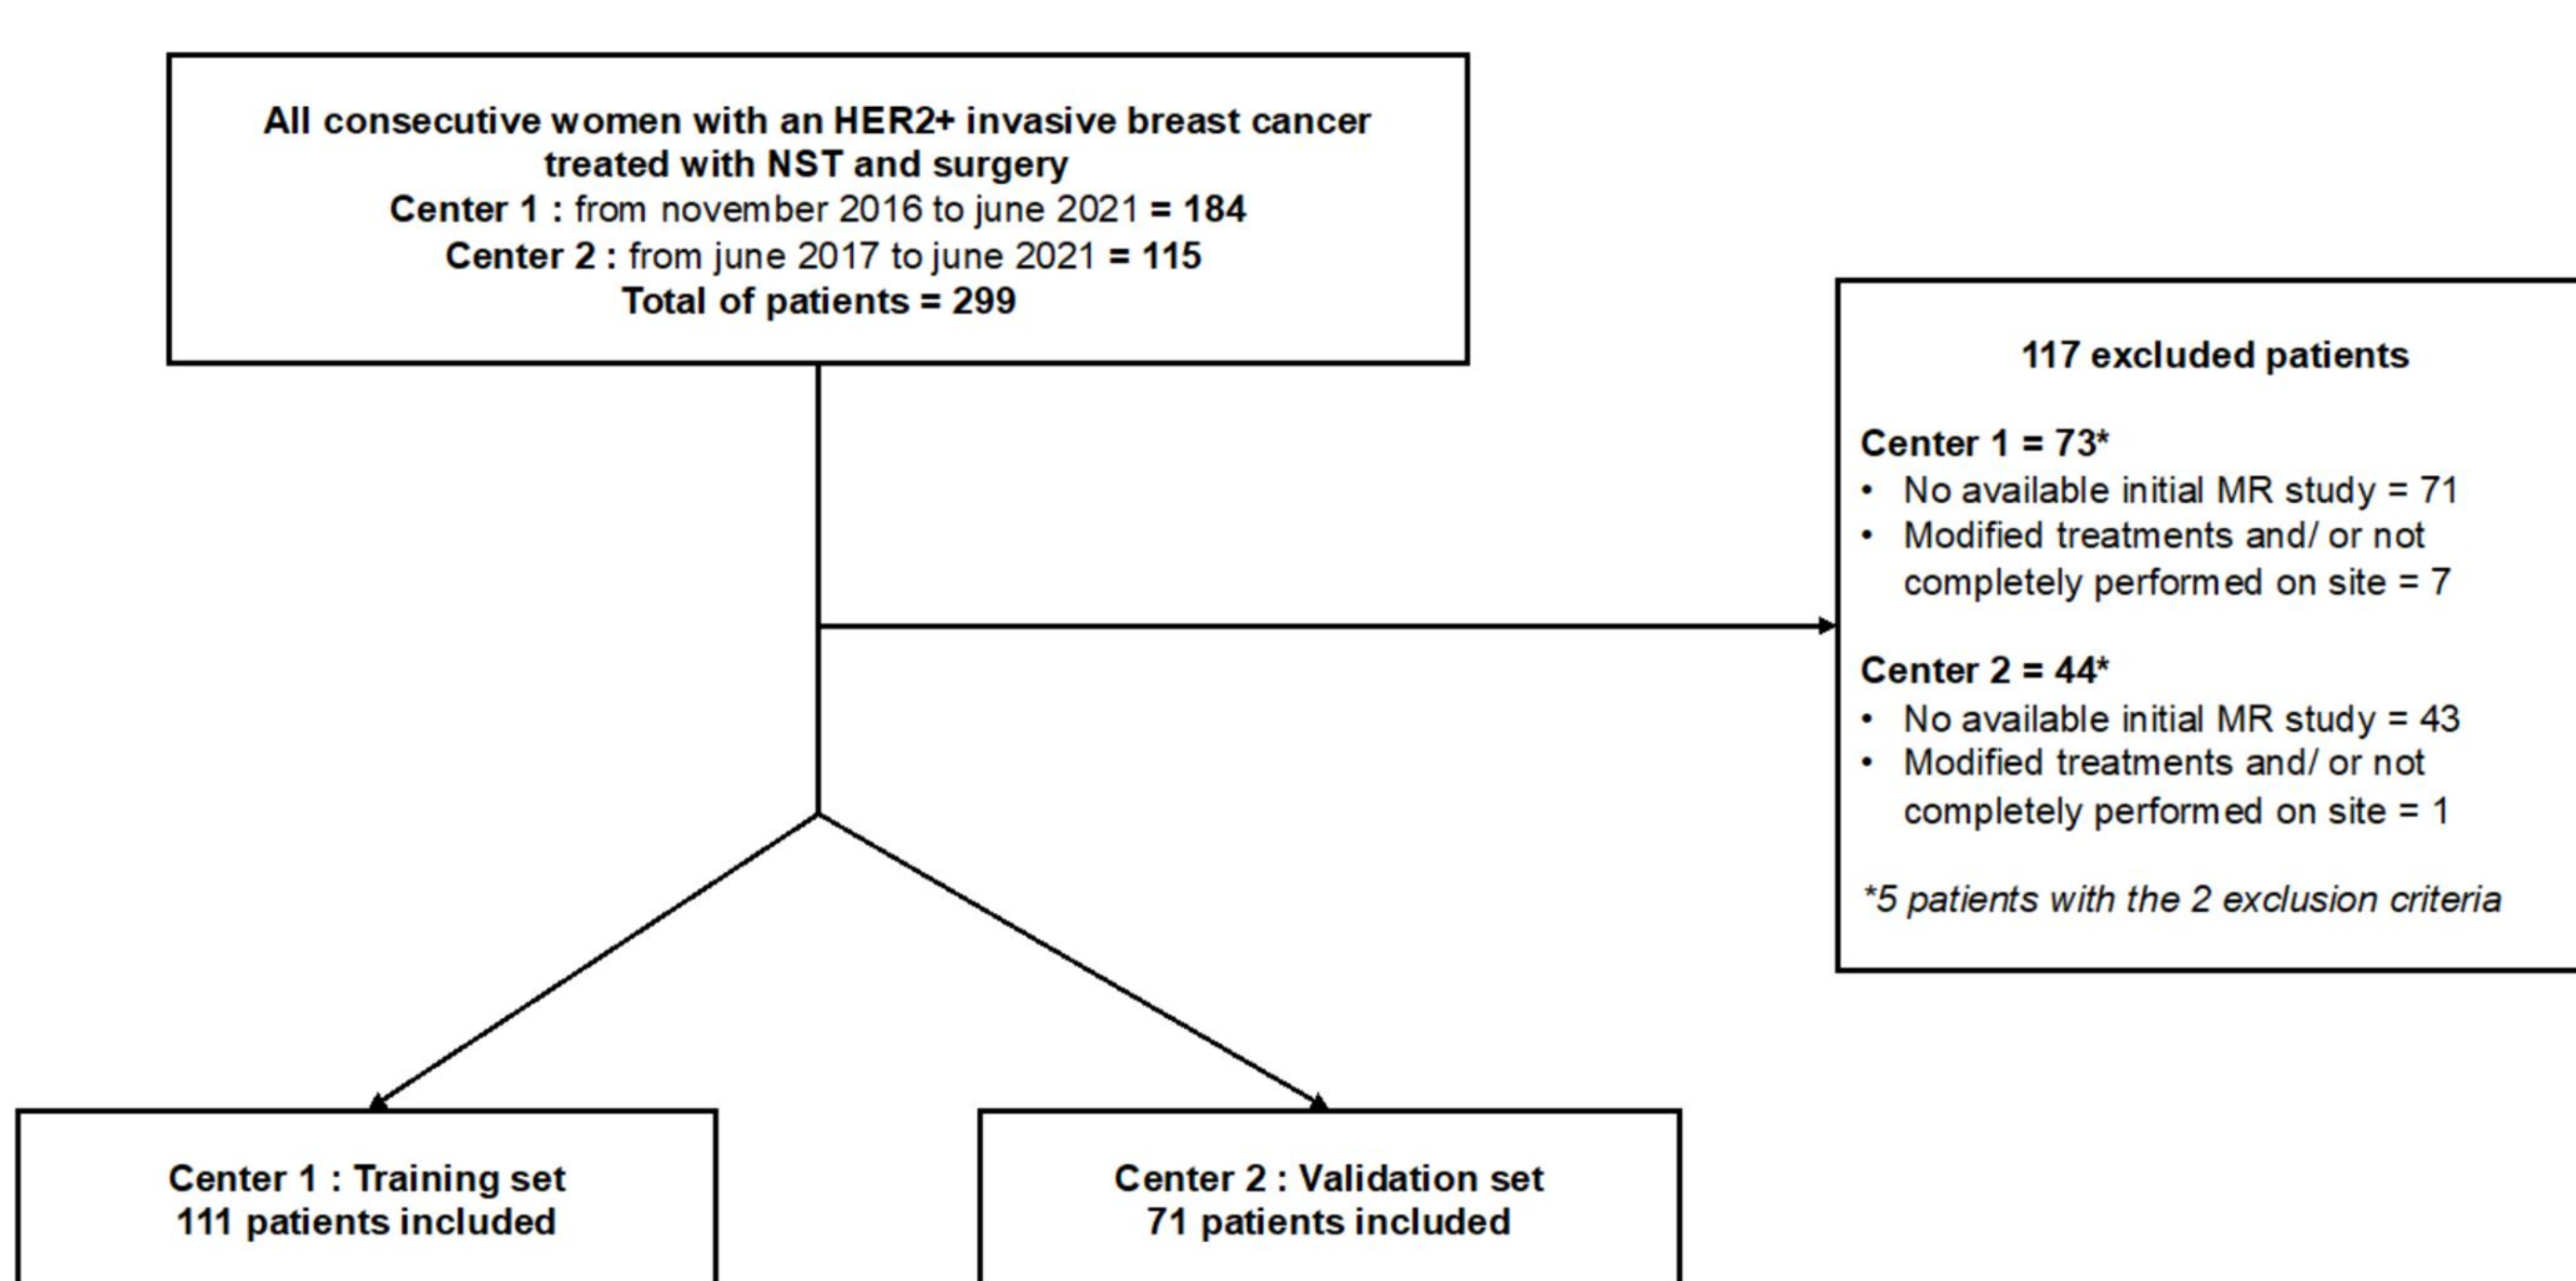 All consecutive women with an HER2+ invasive breast cancer
treated with NST and surgery
Center 1 : from november 2016 to june 2021 = 184
Center 2 : from june 2017 to june 2021 = 115
Total of patients = 299
117 excluded patients
Center 1 = 73*
• No available initial MR study = 71
• Modified treatments and/ or not
completely performed on site = 7
Center 2 = 44*
• No available initial MR study = 43
• Modified treatments and/ or not
completely performed on site = 1
*5 patients with the 2 exclusion criteria
Center 1 : Training set
111 patients included
Center 2 : Validation set
71 patients included